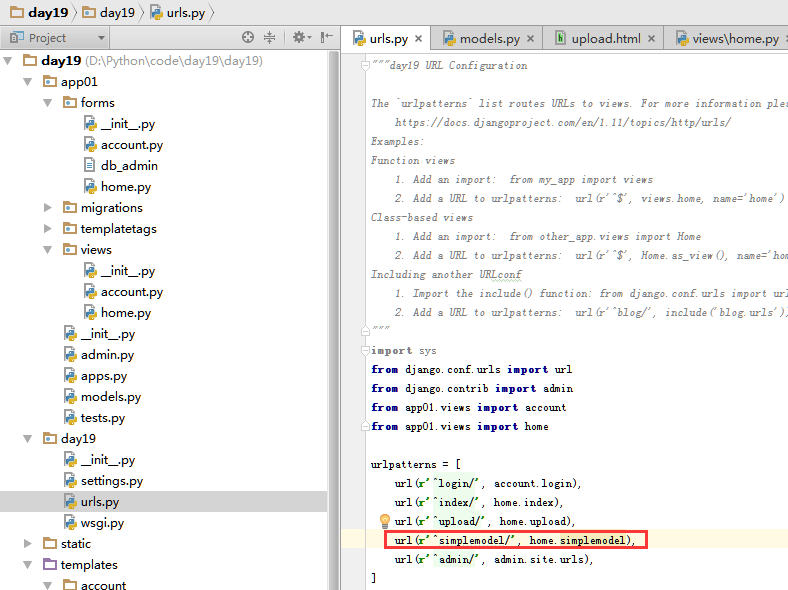 day19 day19 urls.py
Project
urls.py × models.py × upload.html × views\home.py ×
day19 (D:\Python\code\day19\day19)
app01
forms
__init__.py
account.py
db_admin
home.py
migrations
templatetags
views
__init__.py
account.py
home.py
__init__.py
admin.py
apps.py
models.py
tests.py
day19
__init__.py
settings.py
urls.py
wsgi.py
static
templates
account
"""day19 URL Configuration
The `urlpatterns` list routes URLs to views. For more information plea
https://docs.djangoproject.com/en/1.11/topics/http/urls/
Examples:
Function views
1. Add an import:  from my_app import views
2. Add a URL to urlpatterns:  url(r'^$', views.home, name='home')
Class-based views
1. Add an import:  from other_app.views import Home
2. Add a URL to urlpatterns:  url(r'^$', Home.as_view(), name='hom
Including another URLconf
1. Import the include() function: from django.conf.urls import url
2. Add a URL to urlpatterns:  url(r'^blog/', include('blog.urls'))
"""
import sys
from django.conf.urls import url
from django.contrib import admin
from app01.views import account
from app01.views import home
urlpatterns = [
url(r'^login/', account.login),
url(r'^index/', home.index),
url(r'^upload/', home.upload),
url(r'^simplemodel/', home.simplemodel),
url(r'^admin/', admin.site.urls),
]